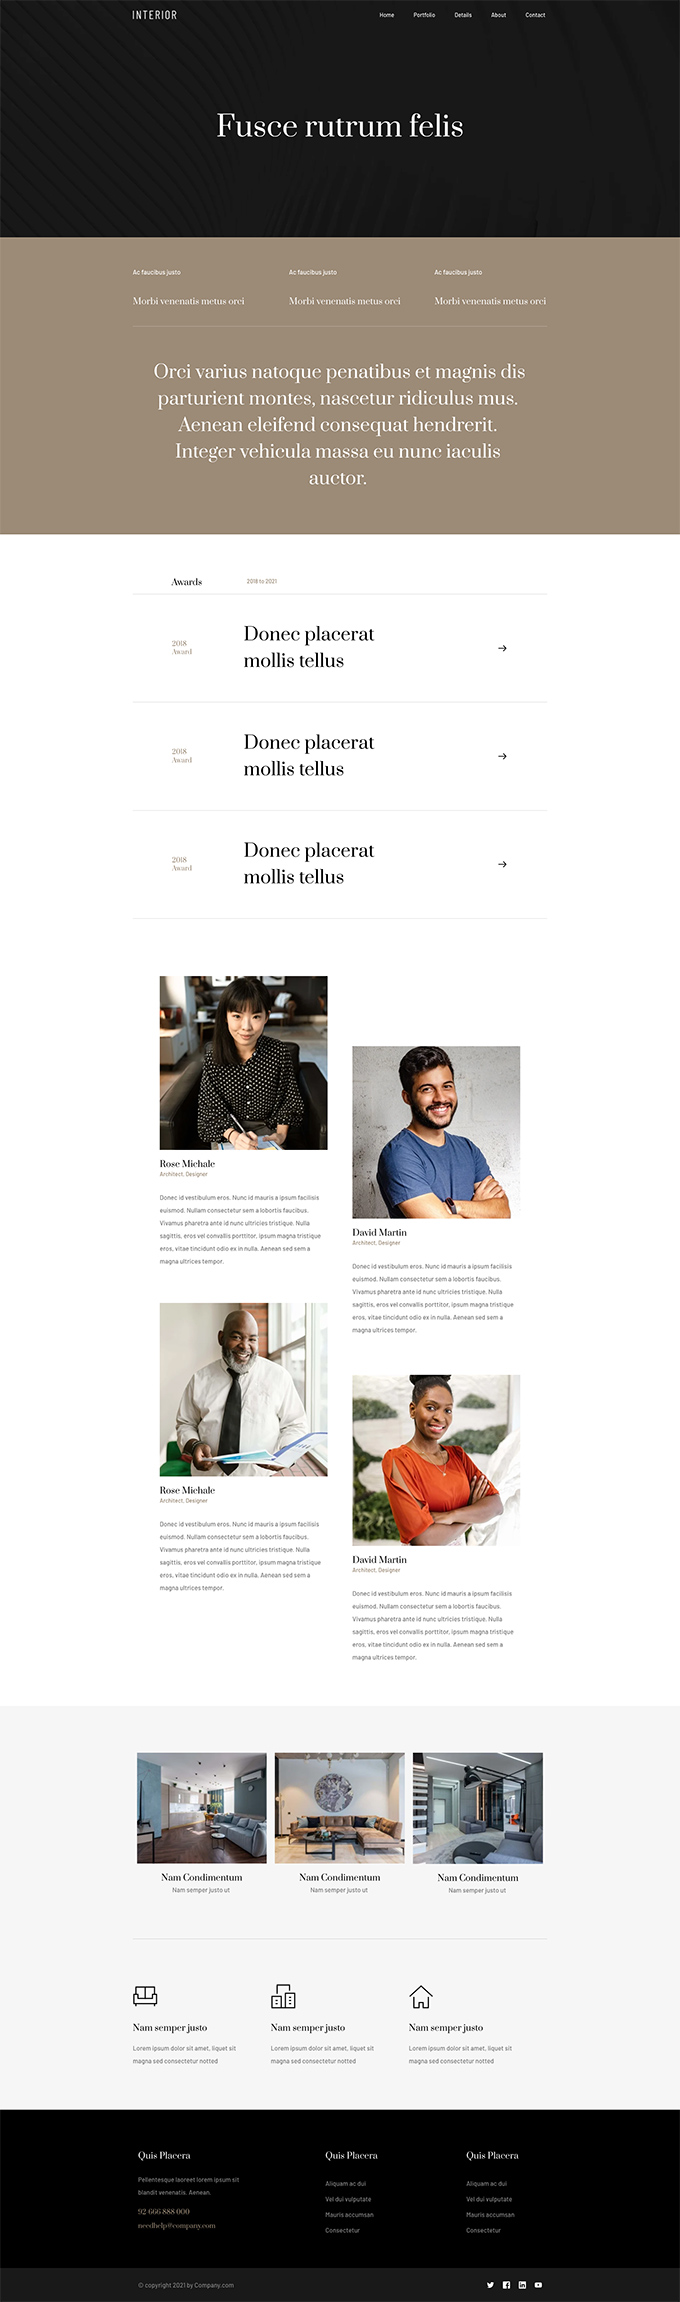 INTERIOR
Home Portfolio Details About Contact
Fusce rutrum felis
Ac faucibus justo
Morbi venenatis metus orci
Ac faucibus justo
Morbi venenatis metus orci
Ac faucibus justo
Morbi venenatis metus orci
Orci varius natoque penatibus et magnis dis
parturient montes, nascetur ridiculus mus.
Aenean eleifend consequat hendrerit.
Integer vehicula massa eu nunc iaculis
auctor.
Awards
2018 to 2021
2018
Award
Donec placerat
mollis tellus
2018
Award
Donec placerat
mollis tellus
2018
Award
Donec placerat
mollis tellus
Rose Michale
Architect, Designer
Donec id vestibulum eros. Nunc id mauris a ipsum facilisis
euismod. Nullam consectetur sem a lobortis faucibus.
Vivamus pharetra ante id nunc ultricies tristique. Nulla
sagittis, eros vel convallis porttitor, ipsum magna tristique
eros, vitae tincidunt odio ex in nulla. Aenean sed sem a
magna ultrices tempor.
David Martin
Architect, Designer
Donec id vestibulum eros. Nunc id mauris a ipsum facilisis
euismod. Nullam consectetur sem a lobortis faucibus.
Vivamus pharetra ante id nunc ultricies tristique. Nulla
sagittis, eros vel convallis porttitor, ipsum magna tristique
eros, vitae tincidunt odio ex in nulla. Aenean sed sem a
magna ultrices tempor.
Rose Michale
Architect, Designer
Donec id vestibulum eros. Nunc id mauris a ipsum facilisis
euismod. Nullam consectetur sem a lobortis faucibus.
Vivamus pharetra ante id nunc ultricies tristique. Nulla
sagittis, eros vel convallis porttitor, ipsum magna tristique
eros, vitae tincidunt odio ex in nulla. Aenean sed sem a
magna ultrices tempor.
David Martin
Architect, Designer
Donec id vestibulum eros. Nunc id mauris a ipsum facilisis
euismod. Nullam consectetur sem a lobortis faucibus.
Vivamus pharetra ante id nunc ultricies tristique. Nulla
sagittis, eros vel convallis porttitor, ipsum magna tristique
eros, vitae tincidunt odio ex in nulla. Aenean sed sem a
magna ultrices tempor.
Nam Condimentum
Nam semper justo ut
Nam Condimentum
Nam semper justo ut
Nam Condimentum
Nam semper justo ut
Nam semper justo
Lorem ipsum dolor sit amet, liquet sit
magna sed consectetur notted
Nam semper justo
Lorem ipsum dolor sit amet, liquet sit
magna sed consectetur notted
Nam semper justo
Lorem ipsum dolor sit amet, liquet sit
magna sed consectetur notted
Quis Placera
Pellentesque laoreet lorem ipsum sit
blandit venenatis. Aenean.
92 666 888 000
needhelp@company.com
Quis Placera
Aliquam ac dui
Vel dui vulputate
Mauris accumsan
Consectetur
Quis Placera
Aliquam ac dui
Vel dui vulputate
Mauris accumsan
Consectetur
© copyright 2021 by Company.com